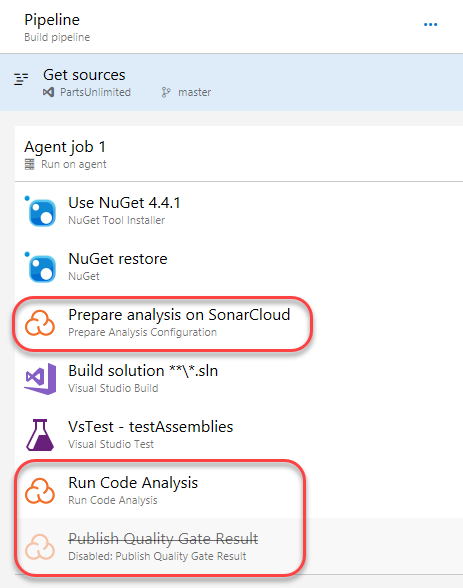 Pipeline
Build pipeline
Get sources
PartsUnlimited master
Agent job 1
Run on agent
Use NuGet 4.4.1
NuGet Tool Installer
NuGet restore
NuGet
Prepare analysis on SonarCloud
Prepare Analysis Configuration
Build solution **\*.sln
Visual Studio Build
VsTest - testAssemblies
Visual Studio Test
Run Code Analysis
Run Code Analysis
Publish Quality Gate Result
Disabled: Publish Quality Gate Result